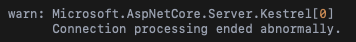 warn: Microsoft.AspNetCore.Server.Kestrel[0]
Connection processing ended abnormally.